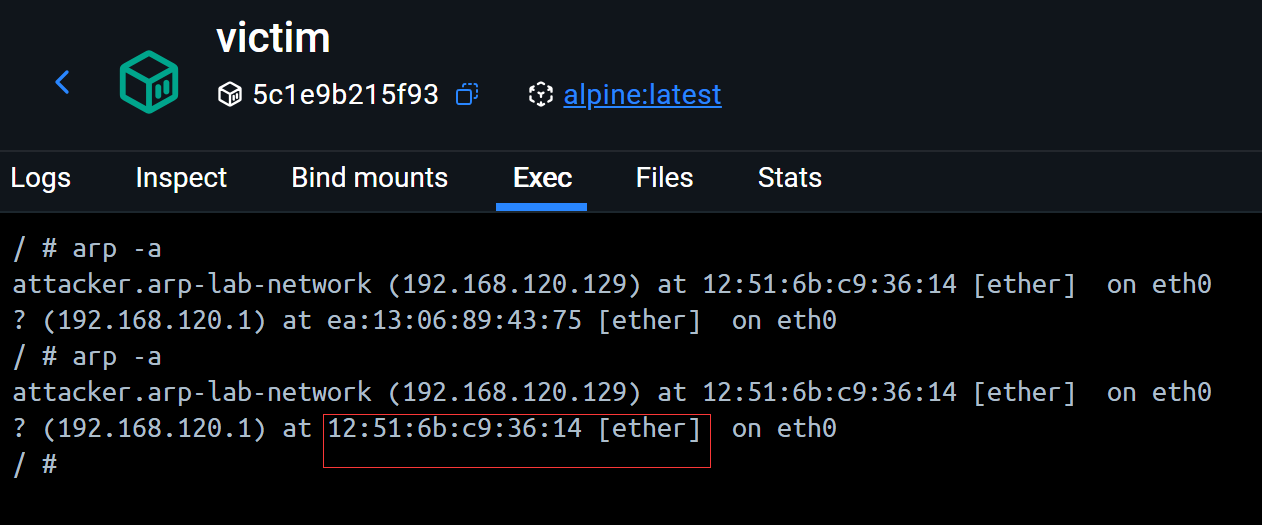 victim
5c1e9b215f93 alpine:latest
Logs Inspect Bind mounts Exec Files Stats
/ # arp -a
attacker.arp-lab-network (192.168.120.129) at 12:51:6b:c9:36:14 [ether]  on eth0
? (192.168.120.1) at ea:13:06:89:43:75 [ether]  on eth0
/ # arp -a
attacker.arp-lab-network (192.168.120.129) at 12:51:6b:c9:36:14 [ether]  on eth0
? (192.168.120.1) at 12:51:6b:c9:36:14 [ether]  on eth0
/ #